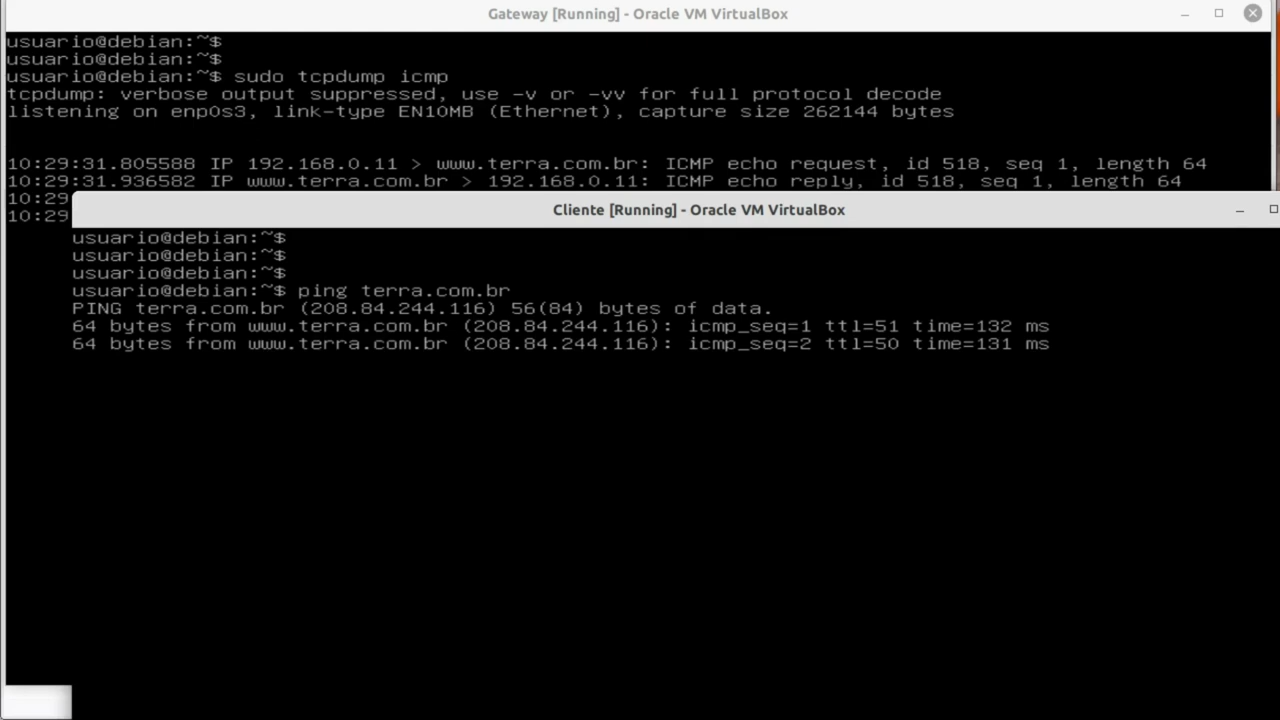 Gateway [Running] - Oracle VM VirtualBox
usuario@debian:~$
usuario@debian:~$
usuario@debian:~$ sudo tcpdump icmp
tcpdump: verbose output suppressed, use -v or -vv for full protocol decode
listening on enp0s3, link-type EN10MB (Ethernet), capture size 262144 bytes
10:29:31.805588 IP 192.168.0.11 > www.terra.com.br: ICMP echo request, id 518, seq 1, length 64
10:29:31.936582 IP www.terra.com.br > 192.168.0.11: ICMP echo reply, id 518, seq 1, length 64
10:29
10:29
Cliente [Running] - Oracle VM VirtualBox
usuario@debian:~$
usuario@debian:~$
usuario@debian:~$
usuario@debian:~$ ping terra.com.br
PING terra.com.br (208.84.244.116) 56(84) bytes of data.
64 bytes from www.terra.com.br (208.84.244.116): icmp_seq=1 ttl=51 time=132 ms
64 bytes from www.terra.com.br (208.84.244.116): icmp_seq=2 ttl=50 time=131 ms